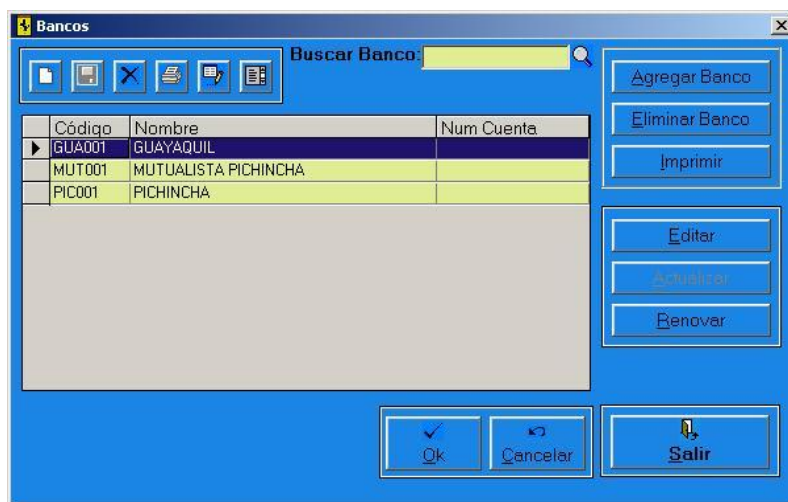 Bancos
Buscar Banco:
Código Nombre Num Cuenta
GUA001 GUAYAQUIL
MUT001 MUTUALISTA PICHINCHA
PIC001 PICHINCHA
Agregar Banco
Eliminar Banco
Imprimir
Editar
Actualizar
Renovar
Ok
Cancelar
Salir